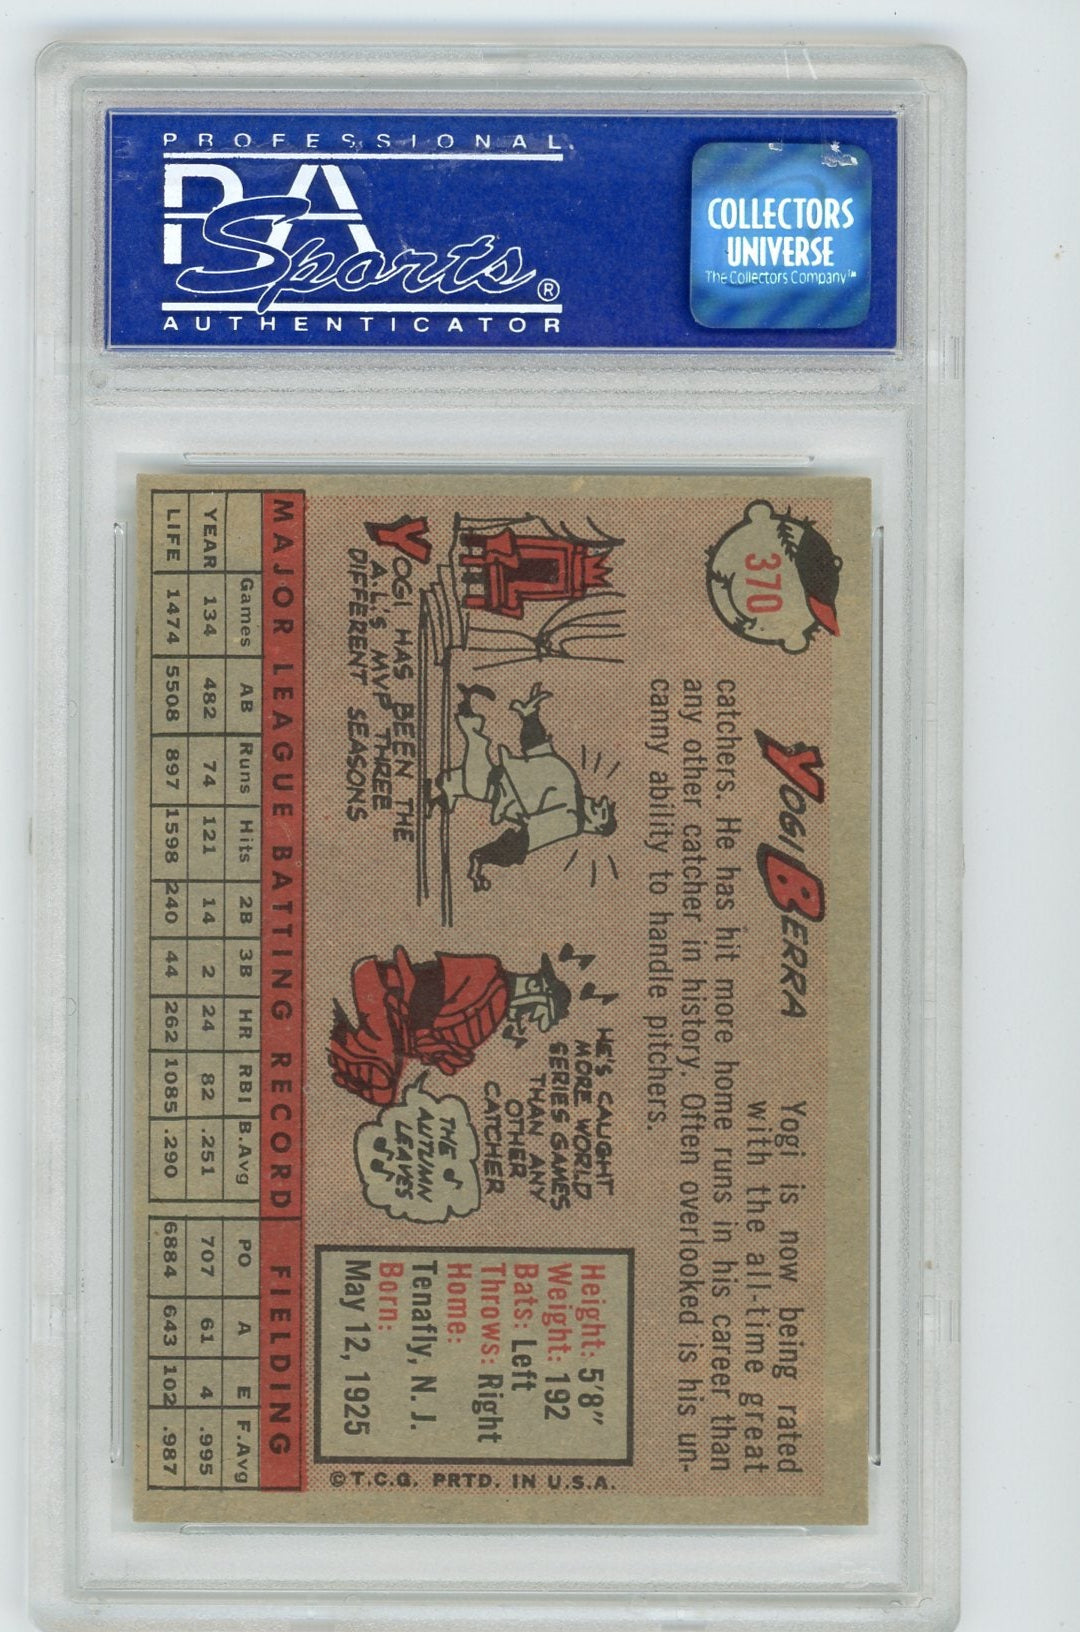 PROFESSIONAL
PSA
Sports®
AUTHENTICATOR
COLLECTORS
UNIVERSE
The Collectors Company™
370
YOGI BERRA
Yogi is now being rated
with the all-time great
catchers. He has hit more home runs in his career than
any other catcher in history. Often overlooked is his un-
canny ability to handle pitchers.
YOGI HAS BEEN THE
A.L.'S MVP THREE
DIFFERENT SEASONS
HE'S CAUGHT
MORE WORLD
SERIES GAMES
THAN ANY
OTHER
CATCHER
THE
AUTUMN
LEAVES
Height: 5'8"
Weight: 192
Bats: Left
Throws: Right
Home:
Tenafly, N. J.
Born:
May 12, 1925
©T.C.G. PRTD. IN U.S.A.
MAJOR LEAGUE BATTING RECORD FIELDING
Games AB Runs Hits 2B 3B HR RBI B.Avg PO A E F.Avg
YEAR 134 482 74 121 14 2 24 82 .251 707 61 4 .995
LIFE 1474 5508 897 1598 240 44 262 1085 .290 6884 643 102 .987